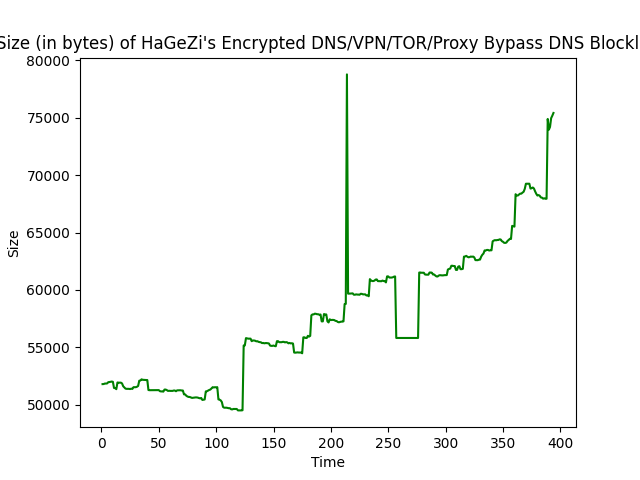 Size (in bytes) of HaGeZi's Encrypted DNS/VPN/TOR/Proxy Bypass DNS Blockl
80000
75000
70000
65000
60000
55000
50000
Size
0 50 100 150 200 250 300 350 400
Time